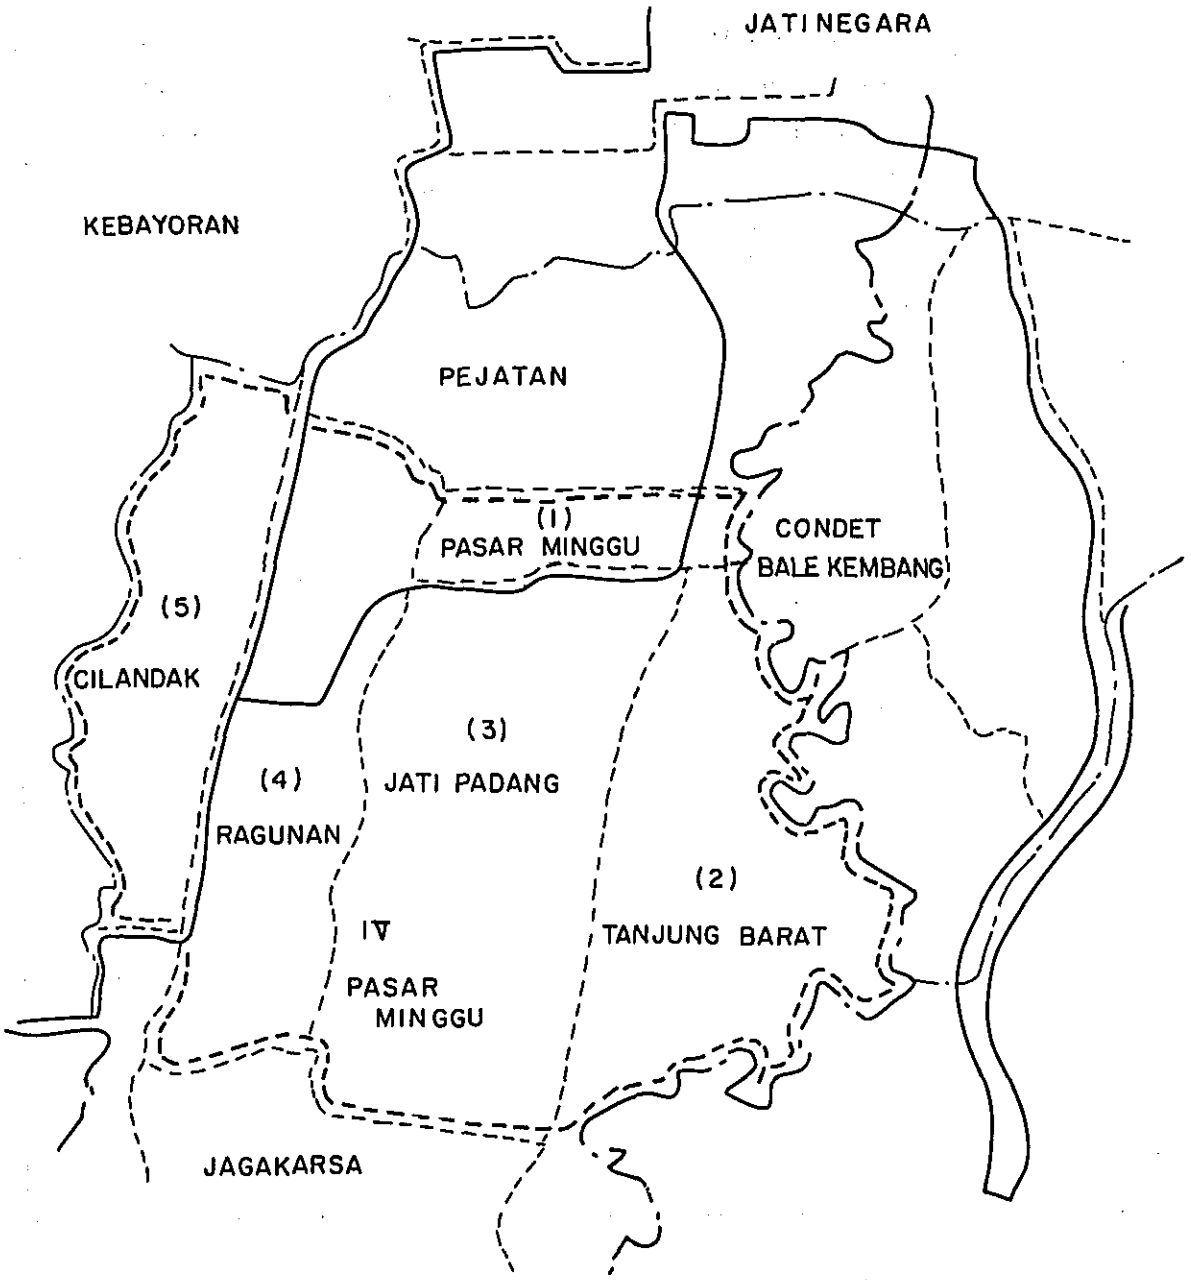 JATINEGARA
KEBAYORAN
PEJATAN
(1)
PASAR MINGGU
CONDET
BALE KEMBANG
(5)
CILANDAK
(3)
JATI PADANG
(4)
RAGUNAN
(2)
TANJUNG BARAT
IV
PASAR
MINGGU
JAGAKARSA